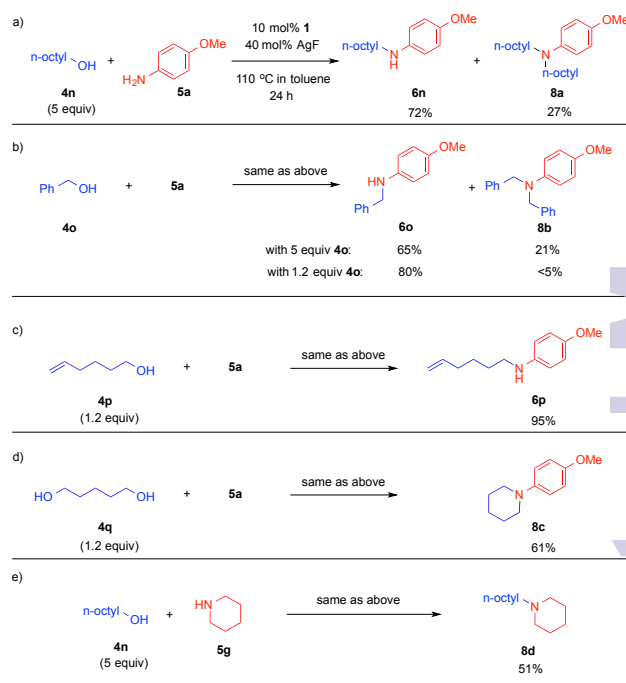 a)
n-octyl
OH
+
H2N
OMe
10 mol% 1
40 mol% AgF
110 °C in toluene
24 h
n-octyl
N
H
OMe
+
n-octyl
N
n-octyl
OMe
4n
(5 equiv)
5a
6n
72%
8a
27%
b)
Ph
OH
+
5a
same as above
HN
OMe
Ph
+
Ph
N
OMe
Ph
4o
6o
8b
with 5 equiv 4o:
65%
21%
with 1.2 equiv 4o:
80%
<5%
c)
OH
+
5a
same as above
N
H
OMe
4p
(1.2 equiv)
6p
95%
d)
HO
OH
+
5a
same as above
N
OMe
4q
(1.2 equiv)
8c
61%
e)
n-octyl
OH
+
HN
same as above
n-octyl
N
4n
(5 equiv)
5g
8d
51%